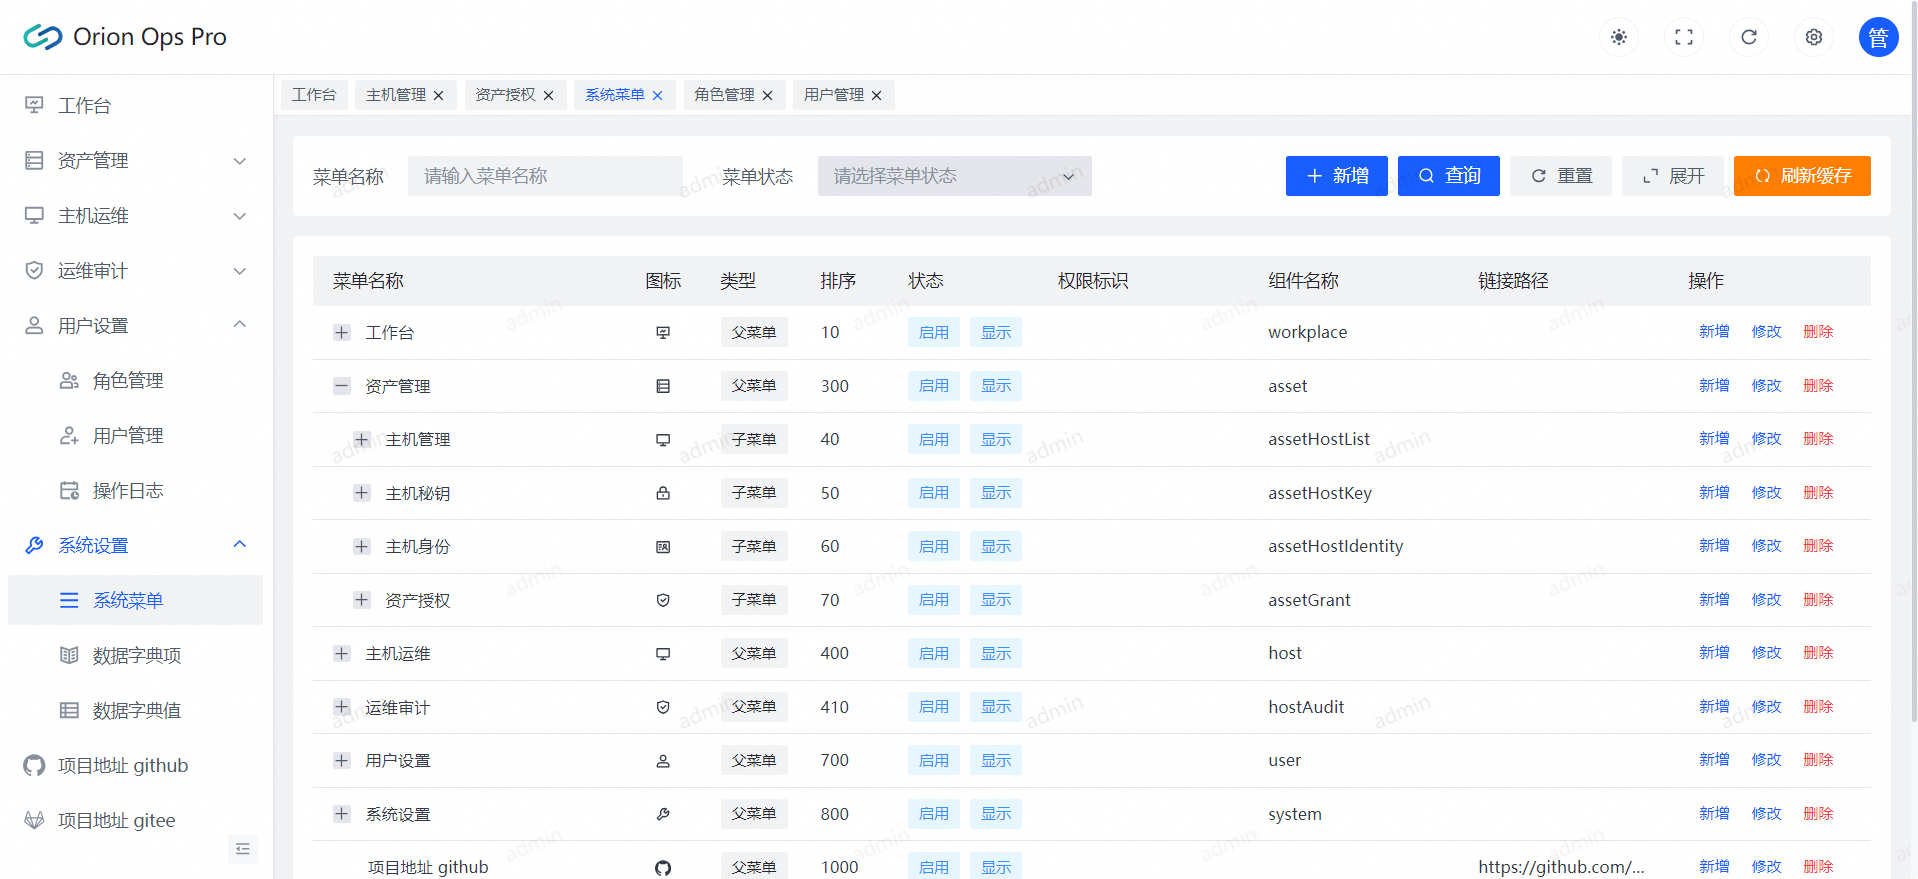 Orion Ops Pro
管
工作台 主机管理 资产授权 系统菜单 角色管理 用户管理
工作台
资产管理
主机运维
运维审计
用户设置
角色管理
用户管理
操作日志
系统设置
系统菜单
数据字典项
数据字典值
项目地址 github
项目地址 gitee
菜单名称 请输入菜单名称 菜单状态 请选择菜单状态 新增 查询 重置 展开 刷新缓存
菜单名称 图标 类型 排序 状态 权限标识 组件名称 链接路径 操作
工作台 父菜单 10 启用 显示 workplace 新增 修改 删除
资产管理 父菜单 300 启用 显示 asset 新增 修改 删除
主机管理 子菜单 40 启用 显示 assetHostList 新增 修改 删除
主机秘钥 子菜单 50 启用 显示 assetHostKey 新增 修改 删除
主机身份 子菜单 60 启用 显示 assetHostIdentity 新增 修改 删除
资产授权 子菜单 70 启用 显示 assetGrant 新增 修改 删除
主机运维 父菜单 400 启用 显示 host 新增 修改 删除
运维审计 父菜单 410 启用 显示 hostAudit 新增 修改 删除
用户设置 父菜单 700 启用 显示 user 新增 修改 删除
系统设置 父菜单 800 启用 显示 system 新增 修改 删除
项目地址 github 父菜单 1000 启用 显示 https://github.com/... 新增 修改 删除
admin